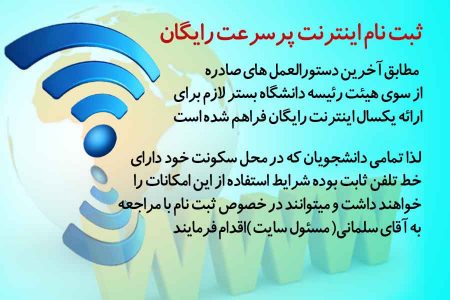 ثبت نام اینترنت پر سرعت رایگان
مطابق آخرین دستورالعمل های صادره
از سوی هیئت رئیسه دانشگاه بستر لازم برای
ارائه یکسال اینترنت رایگان فراهم شده است
لذا تمامی دانشجویان که در محل سکونت خود دارای
خط تلفن ثابت بوده شرایط استفاده از این امکانات را
خواهند داشت و میتوانند در خصوص ثبت نام با مراجعه
به آقای سلمانی( مسئول سایت )اقدام فرمایند
WWW